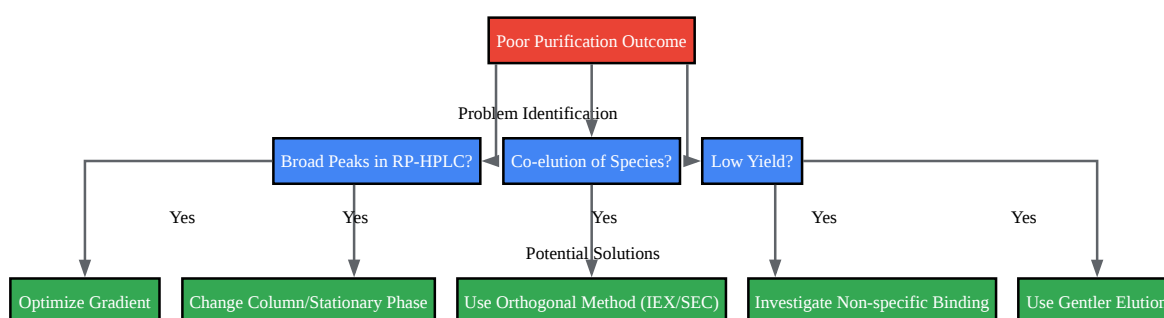 Poor Purification Outcome
Problem Identification
Broad Peaks in RP-HPLC?
Co-elution of Species?
Low Yield?
Yes
Yes
Yes
Yes
Yes
Potential Solutions
Optimize Gradient
Change Column/Stationary Phase
Use Orthogonal Method (IEX/SEC)
Investigate Non-specific Binding
Use Gentler Elution